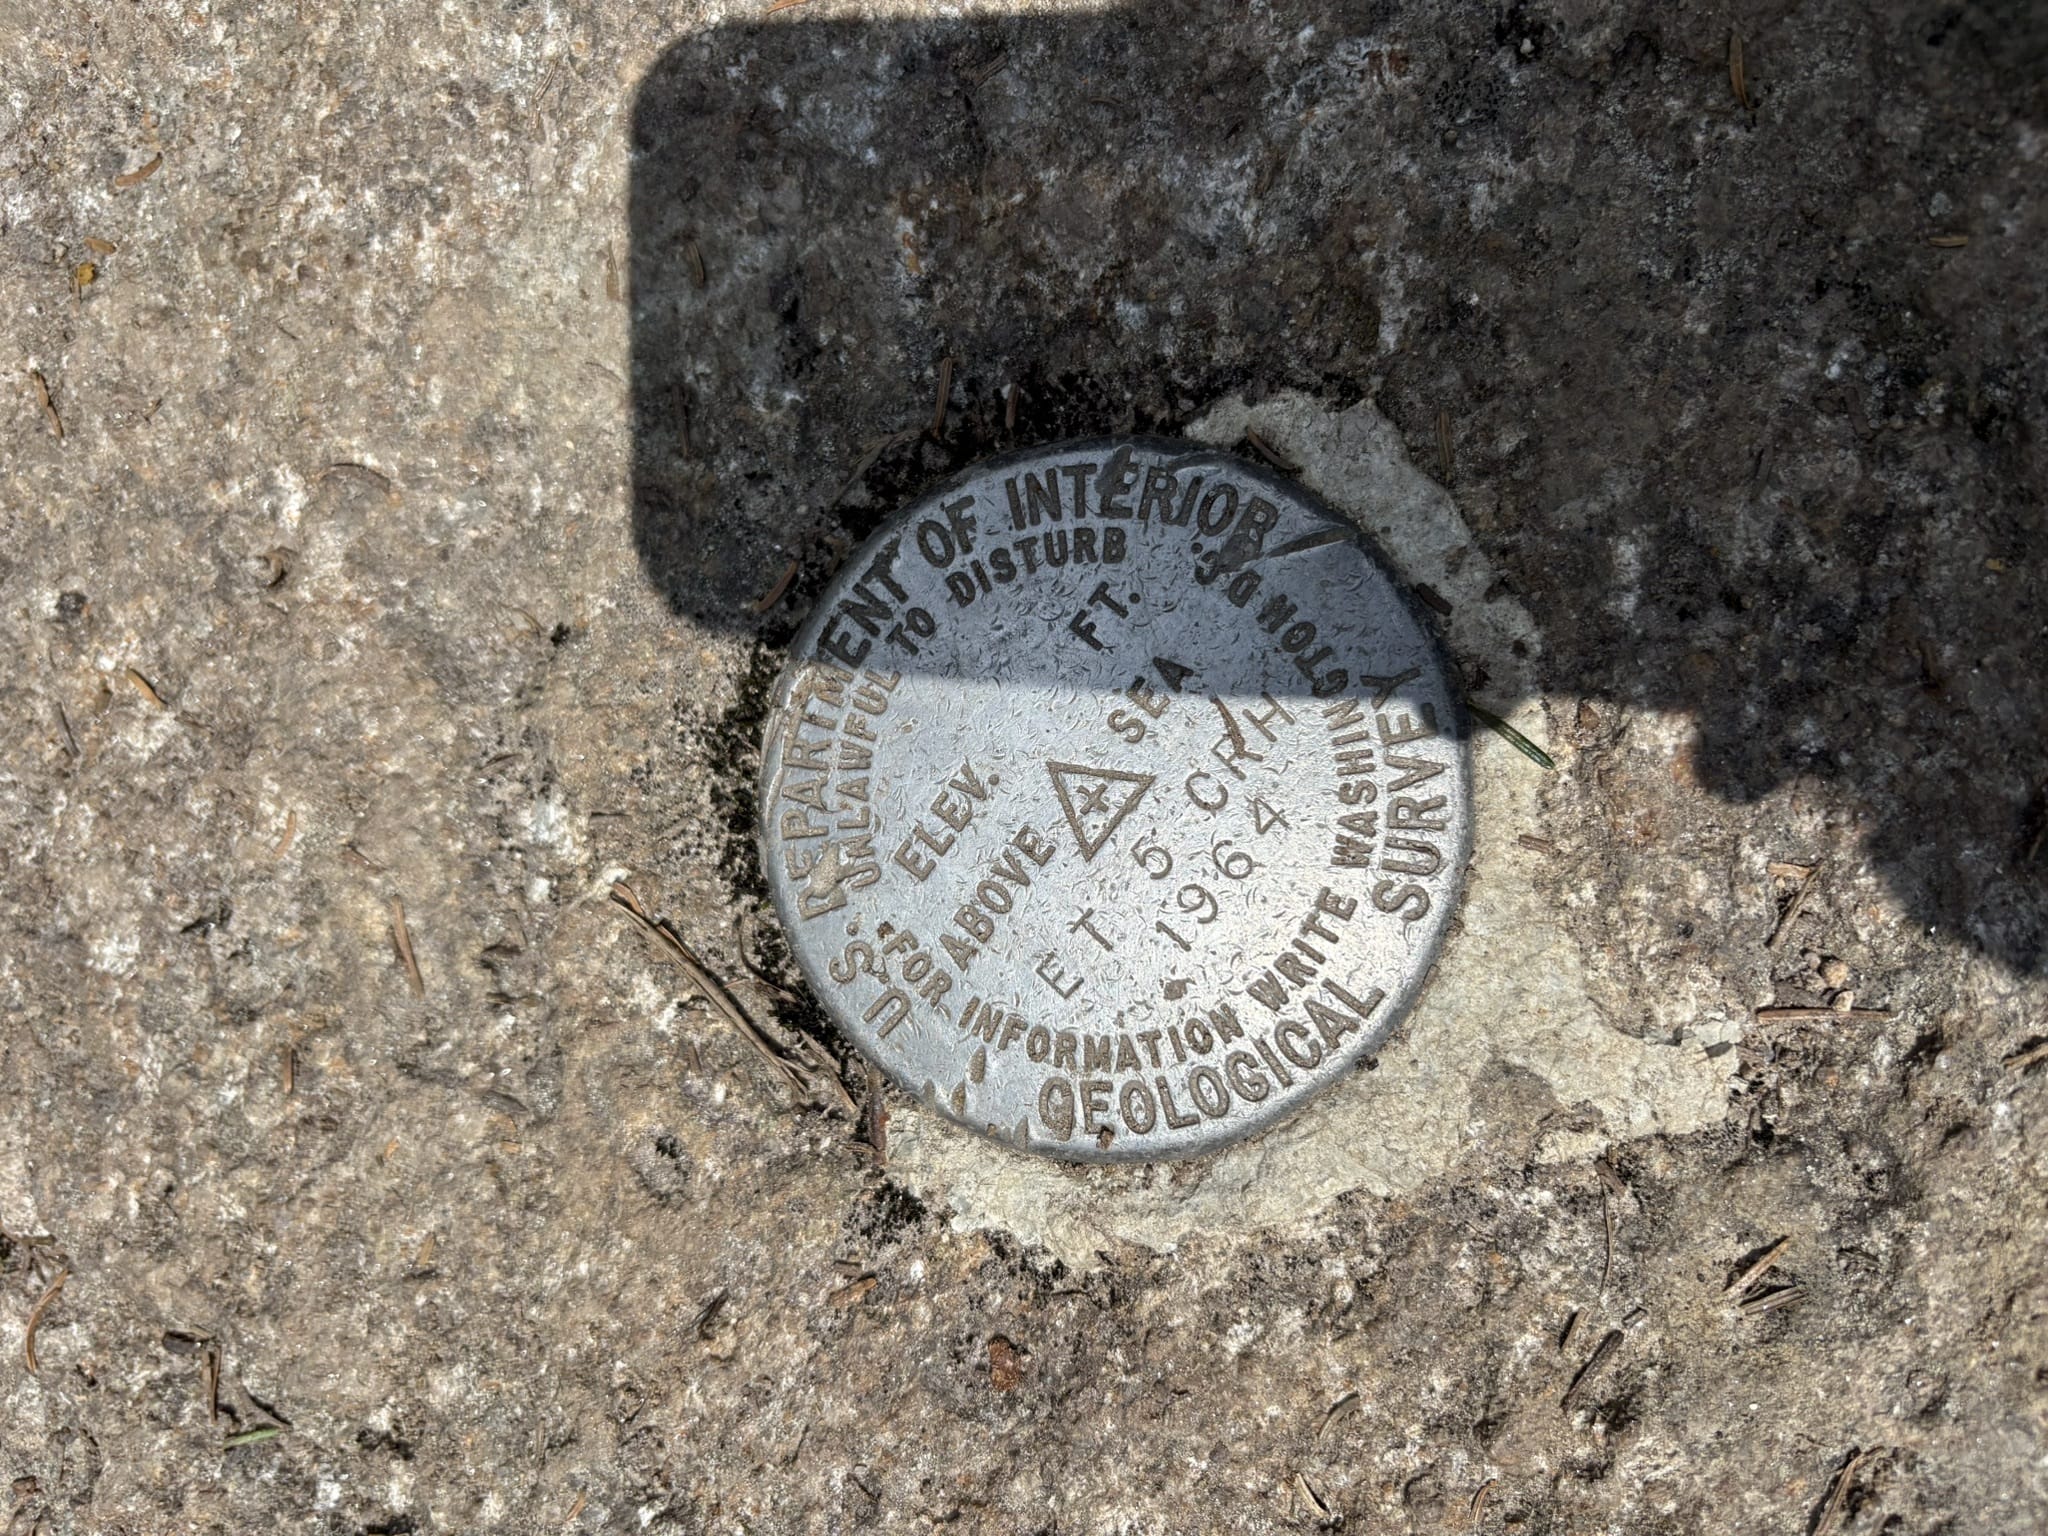 U.S. DEPARTMENT OF INTERIOR
GEOLOGICAL SURVEY
UNLAWFUL TO DISTURB
FOR INFORMATION WRITE WASHINGTON D.C.
ELEV. FT.
ABOVE SEA
E T 5 CRH
1964